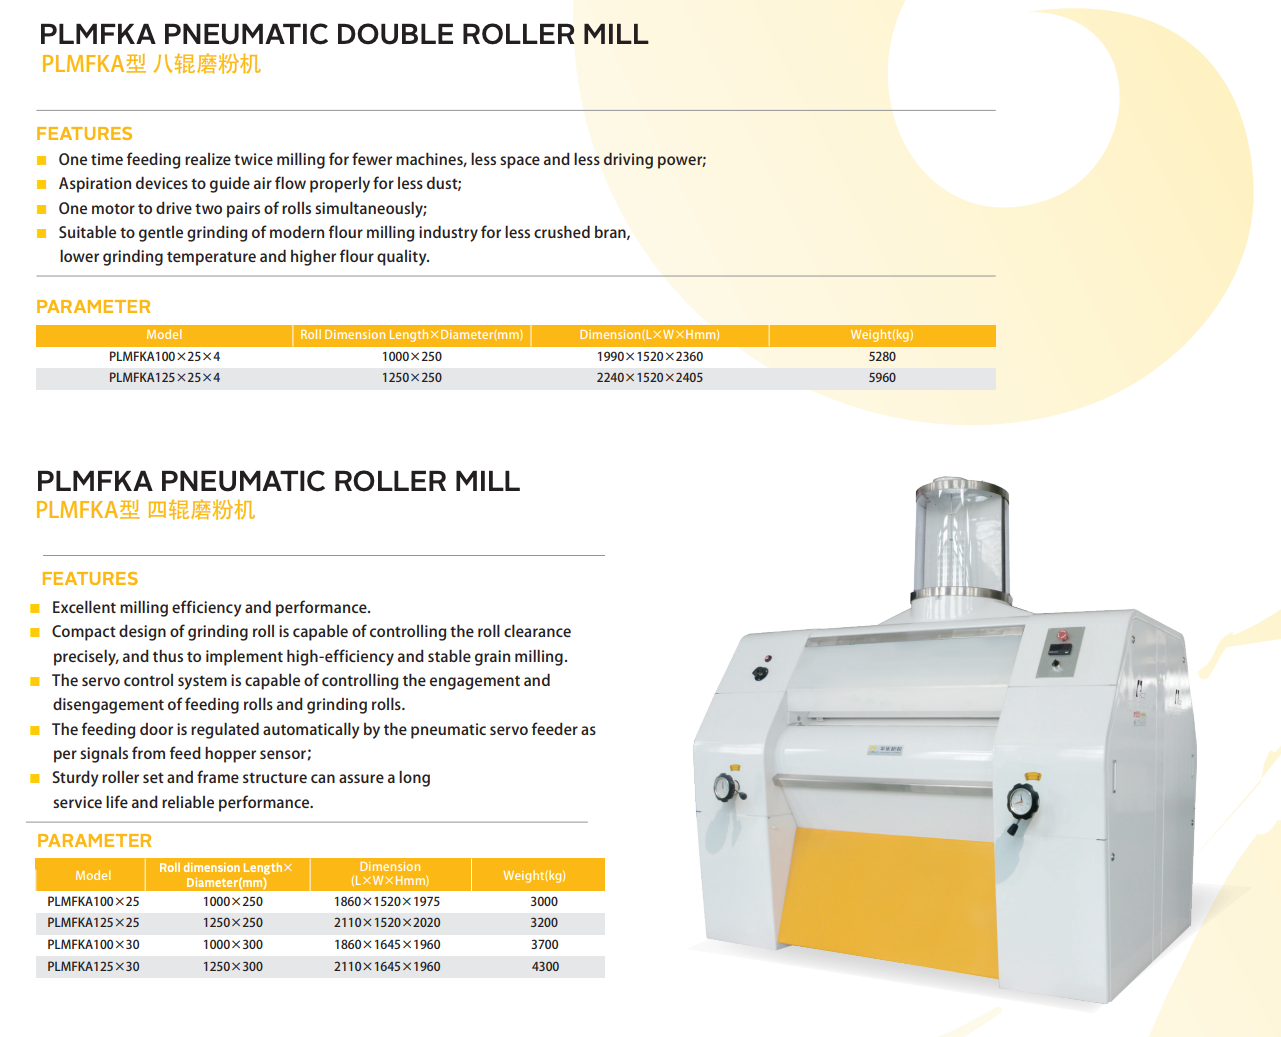 PLMFKA PNEUMATIC DOUBLE ROLLER MILL
PLMFKA型 八辊磨粉机
FEATURES
One time feeding realize twice milling for fewer machines, less space and less driving power;
Aspiration devices to guide air flow properly for less dust;
One motor to drive two pairs of rolls simultaneously;
Suitable to gentle grinding of modern flour milling industry for less crushed bran,
lower grinding temperature and higher flour quality.
PARAMETER
Model Roll Dimension Length×Diameter(mm) Dimension(L×W×Hmm) Weight(kg)
PLMFKA100×25×4 1000×250 1990×1520×2360 5280
PLMFKA125×25×4 1250×250 2240×1520×2405 5960
PLMFKA PNEUMATIC ROLLER MILL
PLMFKA型 四辊磨粉机
FEATURES
Excellent milling efficiency and performance.
Compact design of grinding roll is capable of controlling the roll clearance
precisely, and thus to implement high-efficiency and stable grain milling.
The servo control system is capable of controlling the engagement and
disengagement of feeding rolls and grinding rolls.
The feeding door is regulated automatically by the pneumatic servo feeder as
per signals from feed hopper sensor；
Sturdy roller set and frame structure can assure a long
service life and reliable performance.
PARAMETER
Model Roll dimension Length× Diameter(mm) Dimension (L×W×Hmm) Weight(kg)
PLMFKA100×25 1000×250 1860×1520×1975 3000
PLMFKA125×25 1250×250 2110×1520×2020 3200
PLMFKA100×30 1000×300 1860×1645×1960 3700
PLMFKA125×30 1250×300 2110×1645×1960 4300